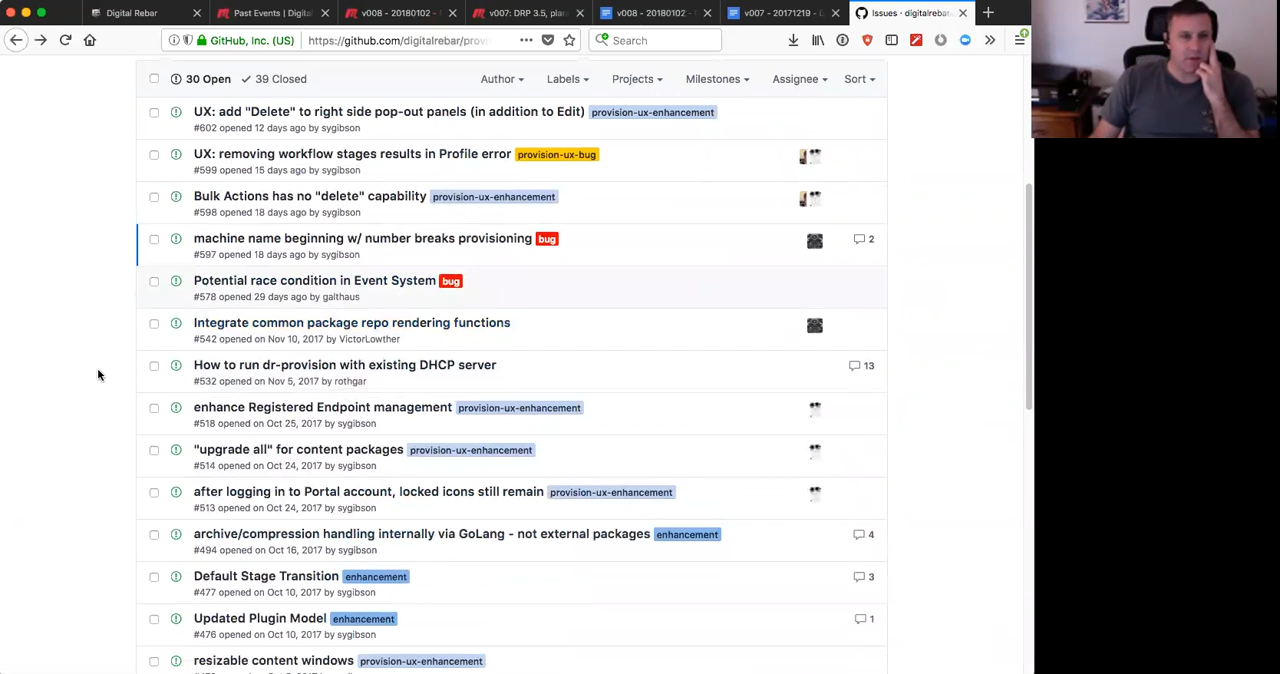 Digital Rebar
Past Events | Digita
v008 - 20180102 -
v007: DRP 3.5, plan
v008 - 20180102 -
v007 - 20171219 -
Issues · digitalrebar
GitHub, Inc. (US)
https://github.com/digitalrebar/provi
Search
30 Open 39 Closed Author Labels Projects Milestones Assignee Sort
UX: add "Delete" to right side pop-out panels (in addition to Edit) provision-ux-enhancement
#602 opened 12 days ago by sygibson
UX: removing workflow stages results in Profile error provision-ux-bug
#599 opened 15 days ago by sygibson
Bulk Actions has no "delete" capability provision-ux-enhancement
#598 opened 18 days ago by sygibson
machine name beginning w/ number breaks provisioning bug 2
#597 opened 18 days ago by sygibson
Potential race condition in Event System bug
#578 opened 29 days ago by galthaus
Integrate common package repo rendering functions
#542 opened on Nov 10, 2017 by VictorLowther
How to run dr-provision with existing DHCP server 13
#532 opened on Nov 5, 2017 by rothgar
enhance Registered Endpoint management provision-ux-enhancement
#518 opened on Oct 25, 2017 by sygibson
"upgrade all" for content packages provision-ux-enhancement
#514 opened on Oct 24, 2017 by sygibson
after logging in to Portal account, locked icons still remain provision-ux-enhancement
#513 opened on Oct 24, 2017 by sygibson
archive/compression handling internally via GoLang - not external packages enhancement 4
#494 opened on Oct 16, 2017 by sygibson
Default Stage Transition enhancement 3
#477 opened on Oct 10, 2017 by sygibson
Updated Plugin Model enhancement 1
#476 opened on Oct 10, 2017 by sygibson
resizable content windows provision-ux-enhancement